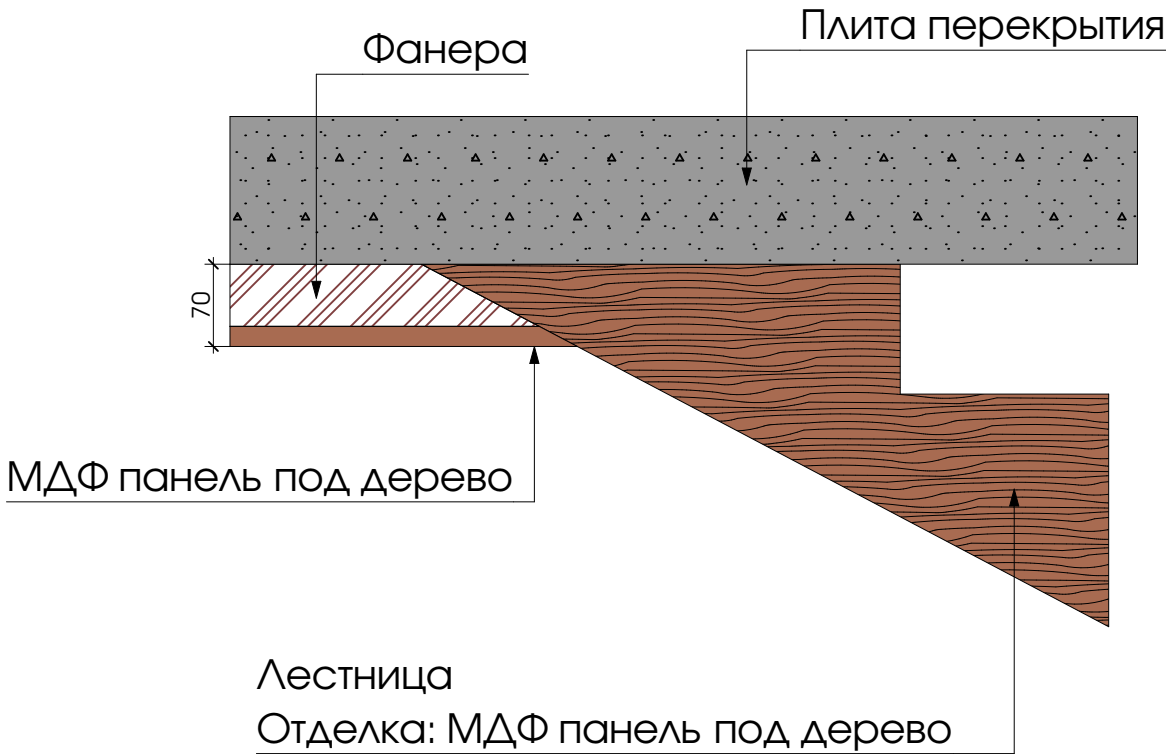 Плита перекрытия
Фанера
70
МДФ панель под дерево
Лестница
Отделка: МДФ панель под дерево